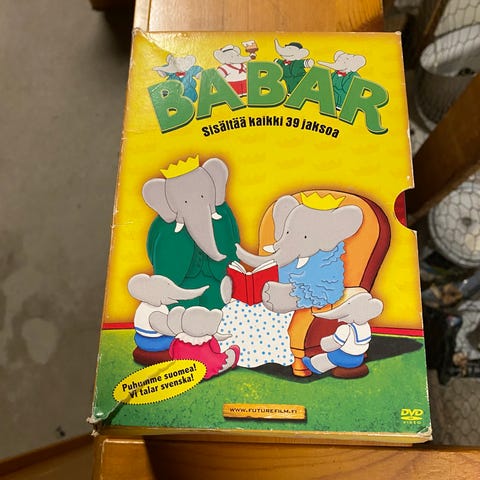 BABAR
Sisältää kaikki 39 jaksoa
Puhumme suomea!
Vi talar svenska!
WWW.FUTUREFILM.FI
DVD
VIDEO